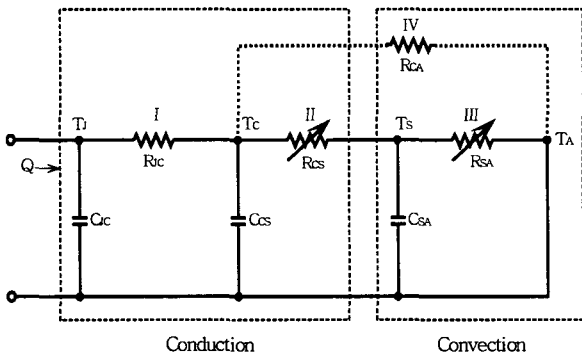 IV
RCA
I
II
III
TJ
TC
TS
TA
RJC
RCS
RSA
Q
CJC
CCS
CSA
Conduction
Convection